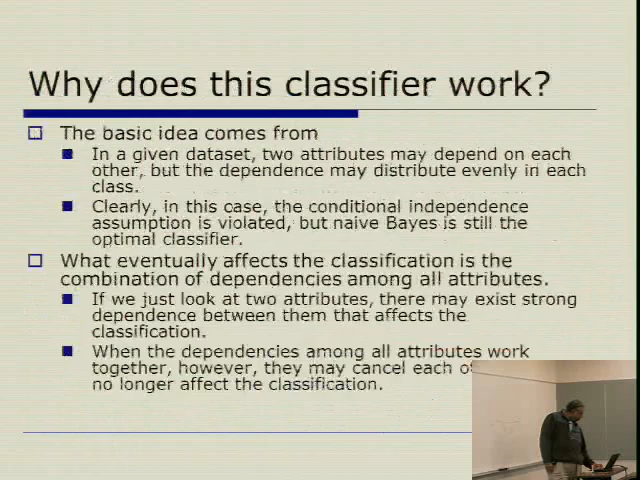 Why does this classifier work?
The basic idea comes from
In a given dataset, two attributes may depend on each
other, but the dependence may distribute evenly in each
class.
Clearly, in this case, the conditional independence
assumption is violated, but naive Bayes is still the
optimal classifier.
What eventually affects the classification is the
combination of dependencies among all attributes.
If we just look at two attributes, there may exist strong
dependence between them that affects the
classification.
When the dependencies among all attributes work
together, however, they may cancel each
no longer affect the classification.